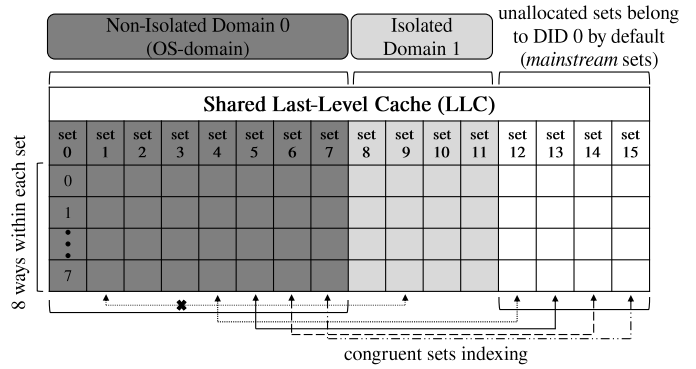 Non-Isolated Domain 0
(OS-domain)
Isolated
Domain 1
unallocated sets belong
to DID 0 by default
(mainstream sets)
Shared Last-Level Cache (LLC)
set set set set set set set set set set set set set set set set
0 1 2 3 4 5 6 7 8 9 10 11 12 13 14 15
8 ways within each set
0
1
7
congruent sets indexing